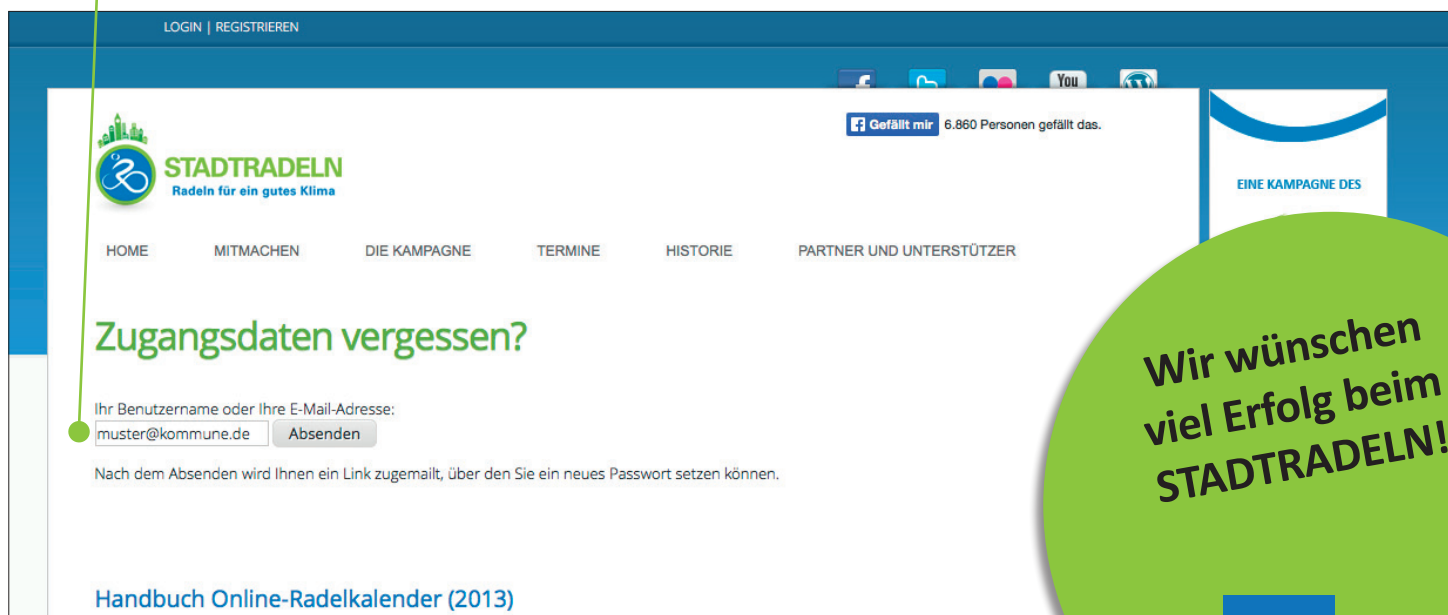 LOGIN | REGISTRIEREN
You
Gefällt mir 6.860 Personen gefällt das.
STADTRADELN
Radeln für ein gutes Klima
EINE KAMPAGNE DES
HOME MITMACHEN DIE KAMPAGNE TERMINE HISTORIE PARTNER UND UNTERSTÜTZER
Zugangsdaten vergessen?
Wir wünschen
viel Erfolg beim
STADTRADELN!
Ihr Benutzername oder Ihre E-Mail-Adresse:
muster@kommune.de Absenden
Nach dem Absenden wird Ihnen ein Link zugemailt, über den Sie ein neues Passwort setzen können.
Handbuch Online-Radelkalender (2013)